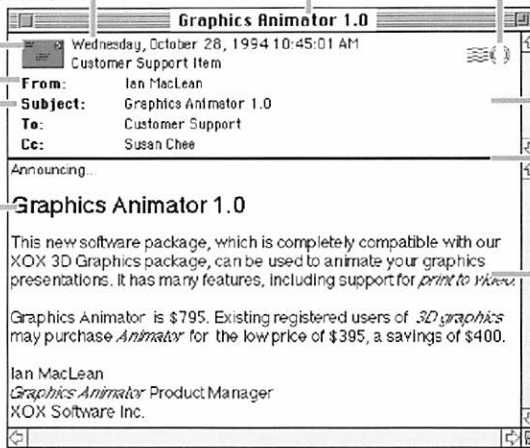 Graphics Animator 1.0
Wednesday, October 28, 1994 10:45:01 AM
Customer Support Item
From: Ian MacLean
Subject: Graphics Animator 1.0
To: Customer Support
Cc: Susan Chee
Announcing...
Graphics Animator 1.0
This new software package, which is completely compatible with our
XOX 3D Graphics package, can be used to animate your graphics
presentations. It has many features, including support for print to video.
Graphics Animator is $795. Existing registered users of 3D graphics
may purchase Animator for the low price of $395, a savings of $400.
Ian MacLean
Graphics Animator Product Manager
XOX Software Inc.